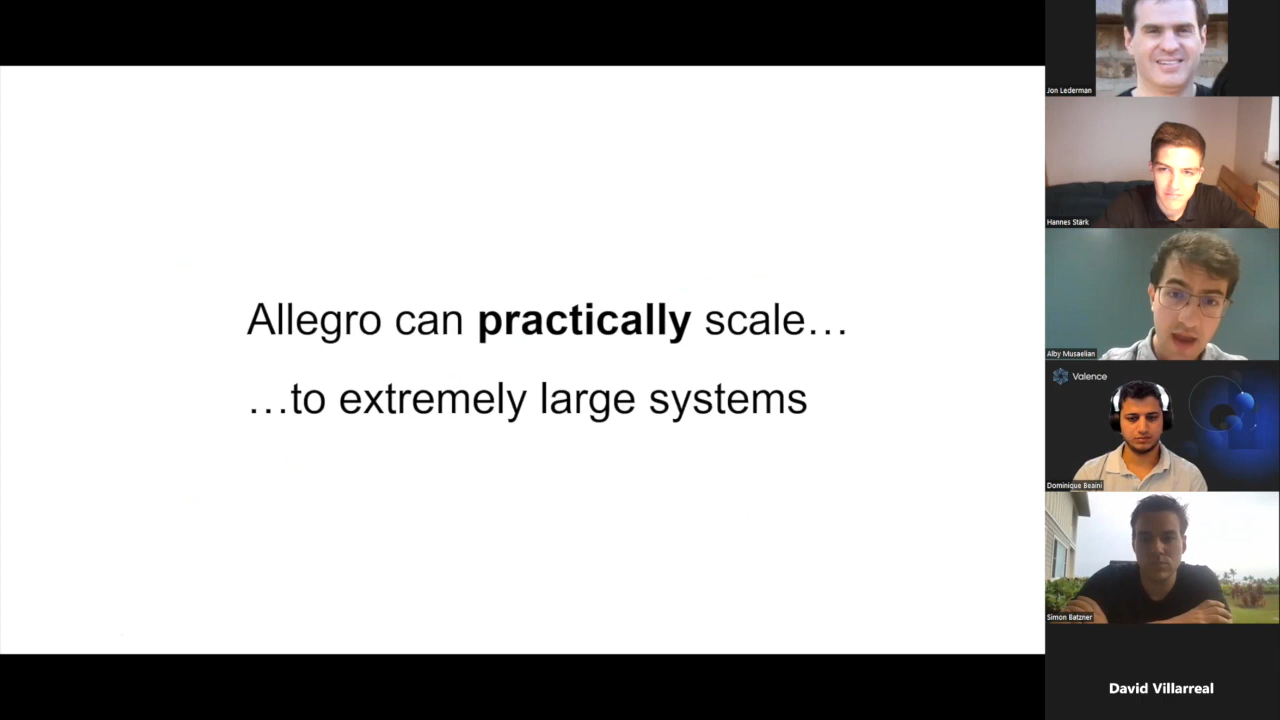 Allegro can practically scale…
…to extremely large systems
Jon Lederman
Hannes Stärk
Alby Musaelian
Valence
Dominique Beaini
Simon Batzner
David Villarreal